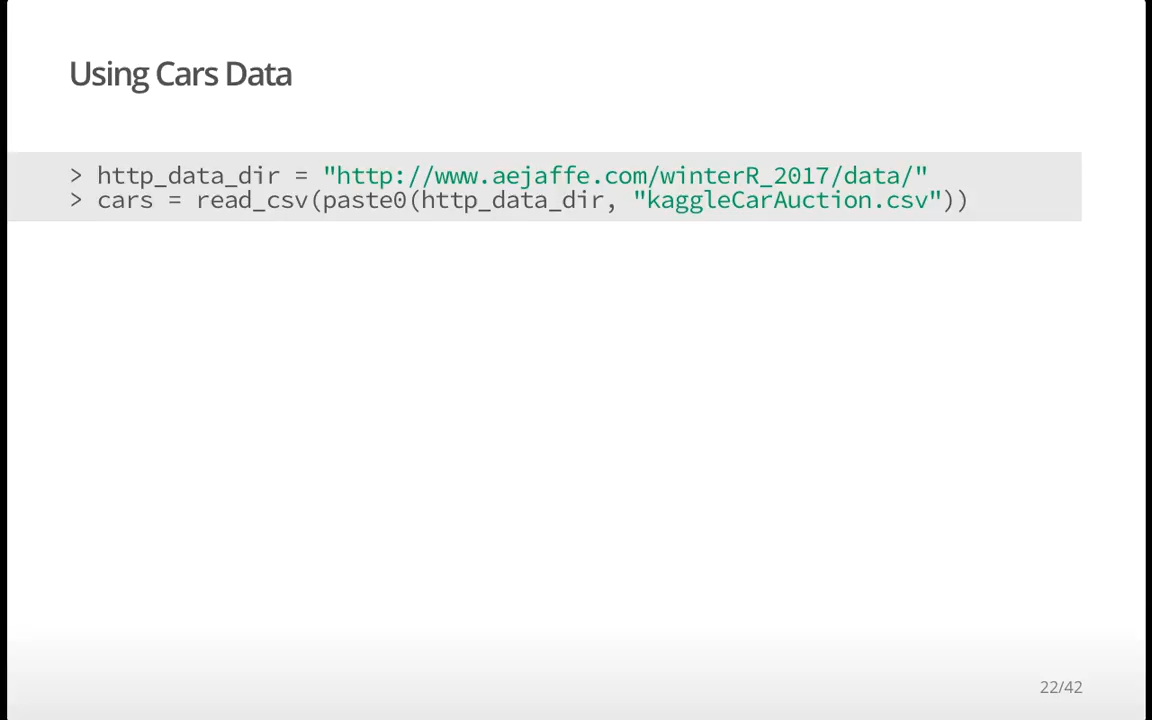 Using Cars Data
> http_data_dir = "http://www.aejaffe.com/winterR_2017/data/"
> cars = read_csv(paste0(http_data_dir, "kaggleCarAuction.csv"))
22/42